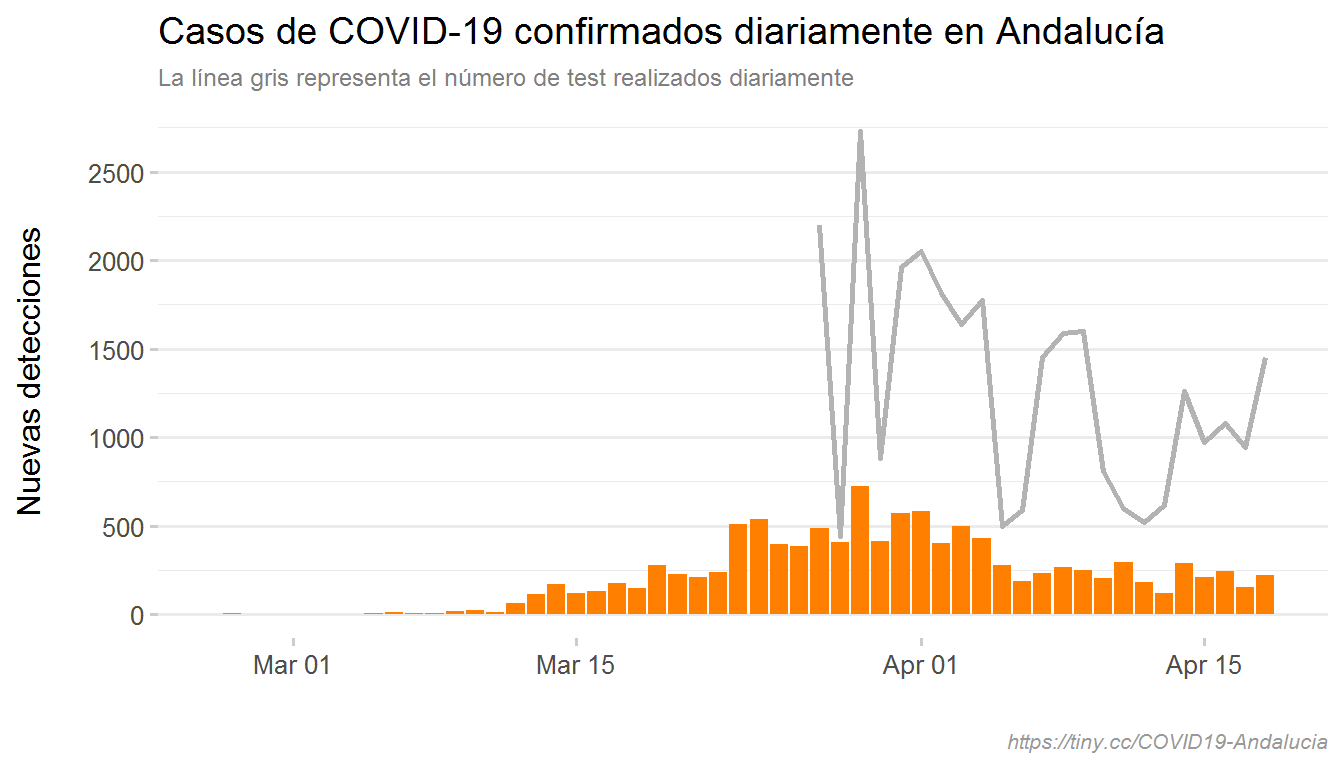 Casos de COVID-19 confirmados diariamente en Andalucía
La línea gris representa el número de test realizados diariamente
Nuevas detecciones
2500
2000
1500
1000
500
0
Mar 01 Mar 15 Apr 01 Apr 15
https://tiny.cc/COVID19-Andalucia